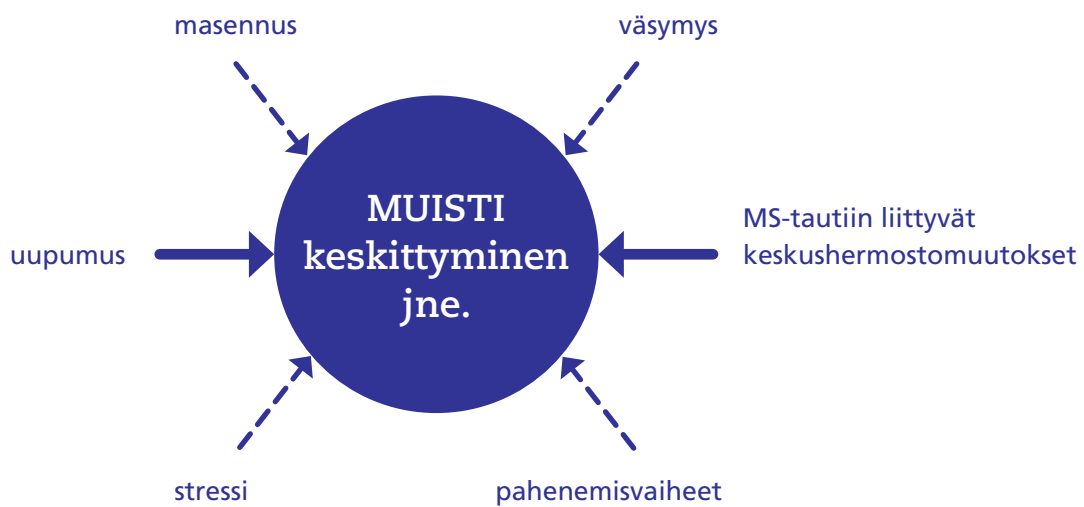 masennus
väsymys
MUISTI
keskittyminen
jne.
uupumus
MS-tautiin liittyvät
keskushermostomuutokset
stressi
pahenemisvaiheet